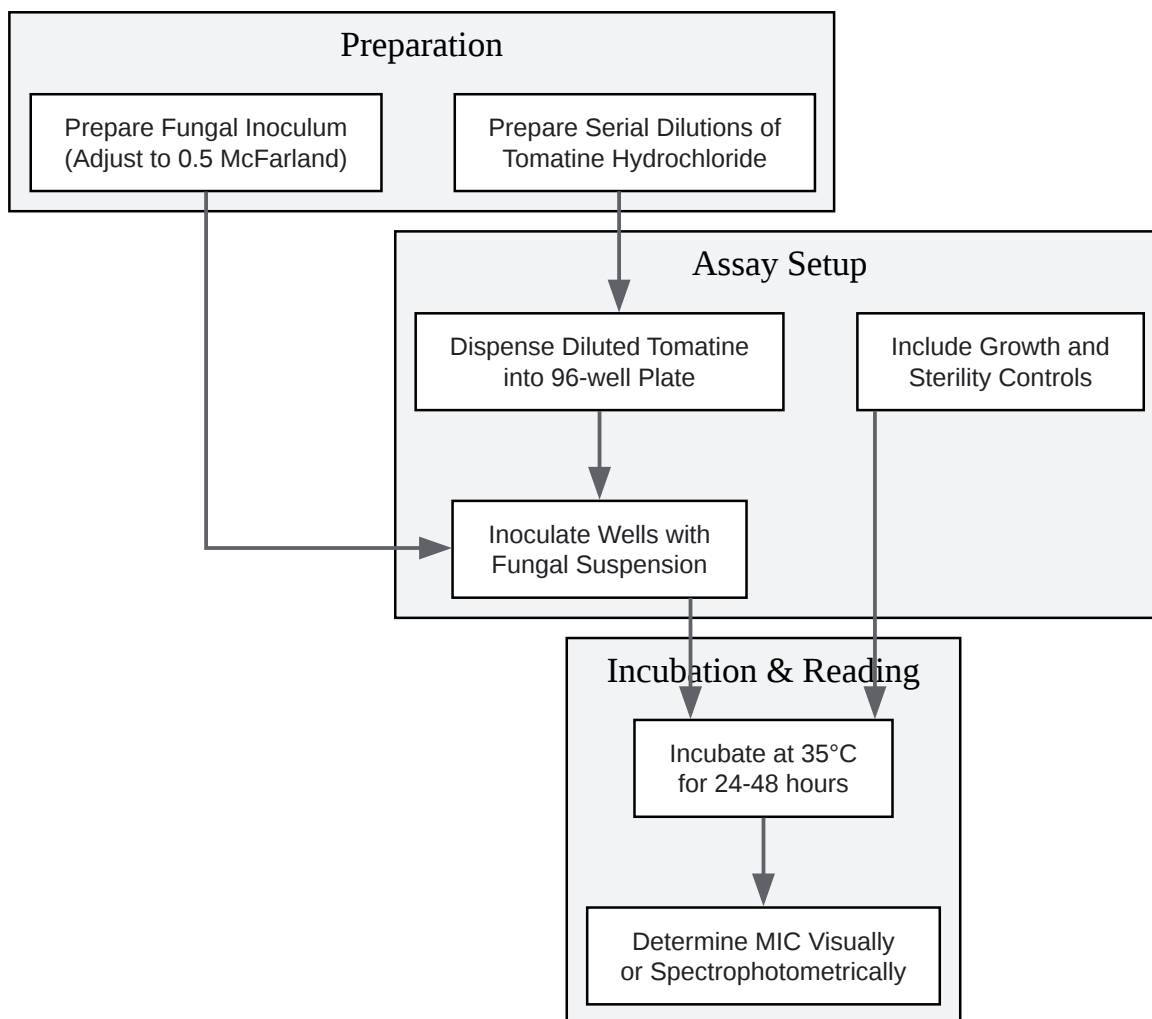 Preparation
Prepare Fungal Inoculum
(Adjust to 0.5 McFarland)
Prepare Serial Dilutions of
Tomatine Hydrochloride
Assay Setup
Dispense Diluted Tomatine
into 96-well Plate
Include Growth and
Sterility Controls
Inoculate Wells with
Fungal Suspension
Incubation & Reading
Incubate at 35°C
for 24-48 hours
Determine MIC Visually
or Spectrophotometrically